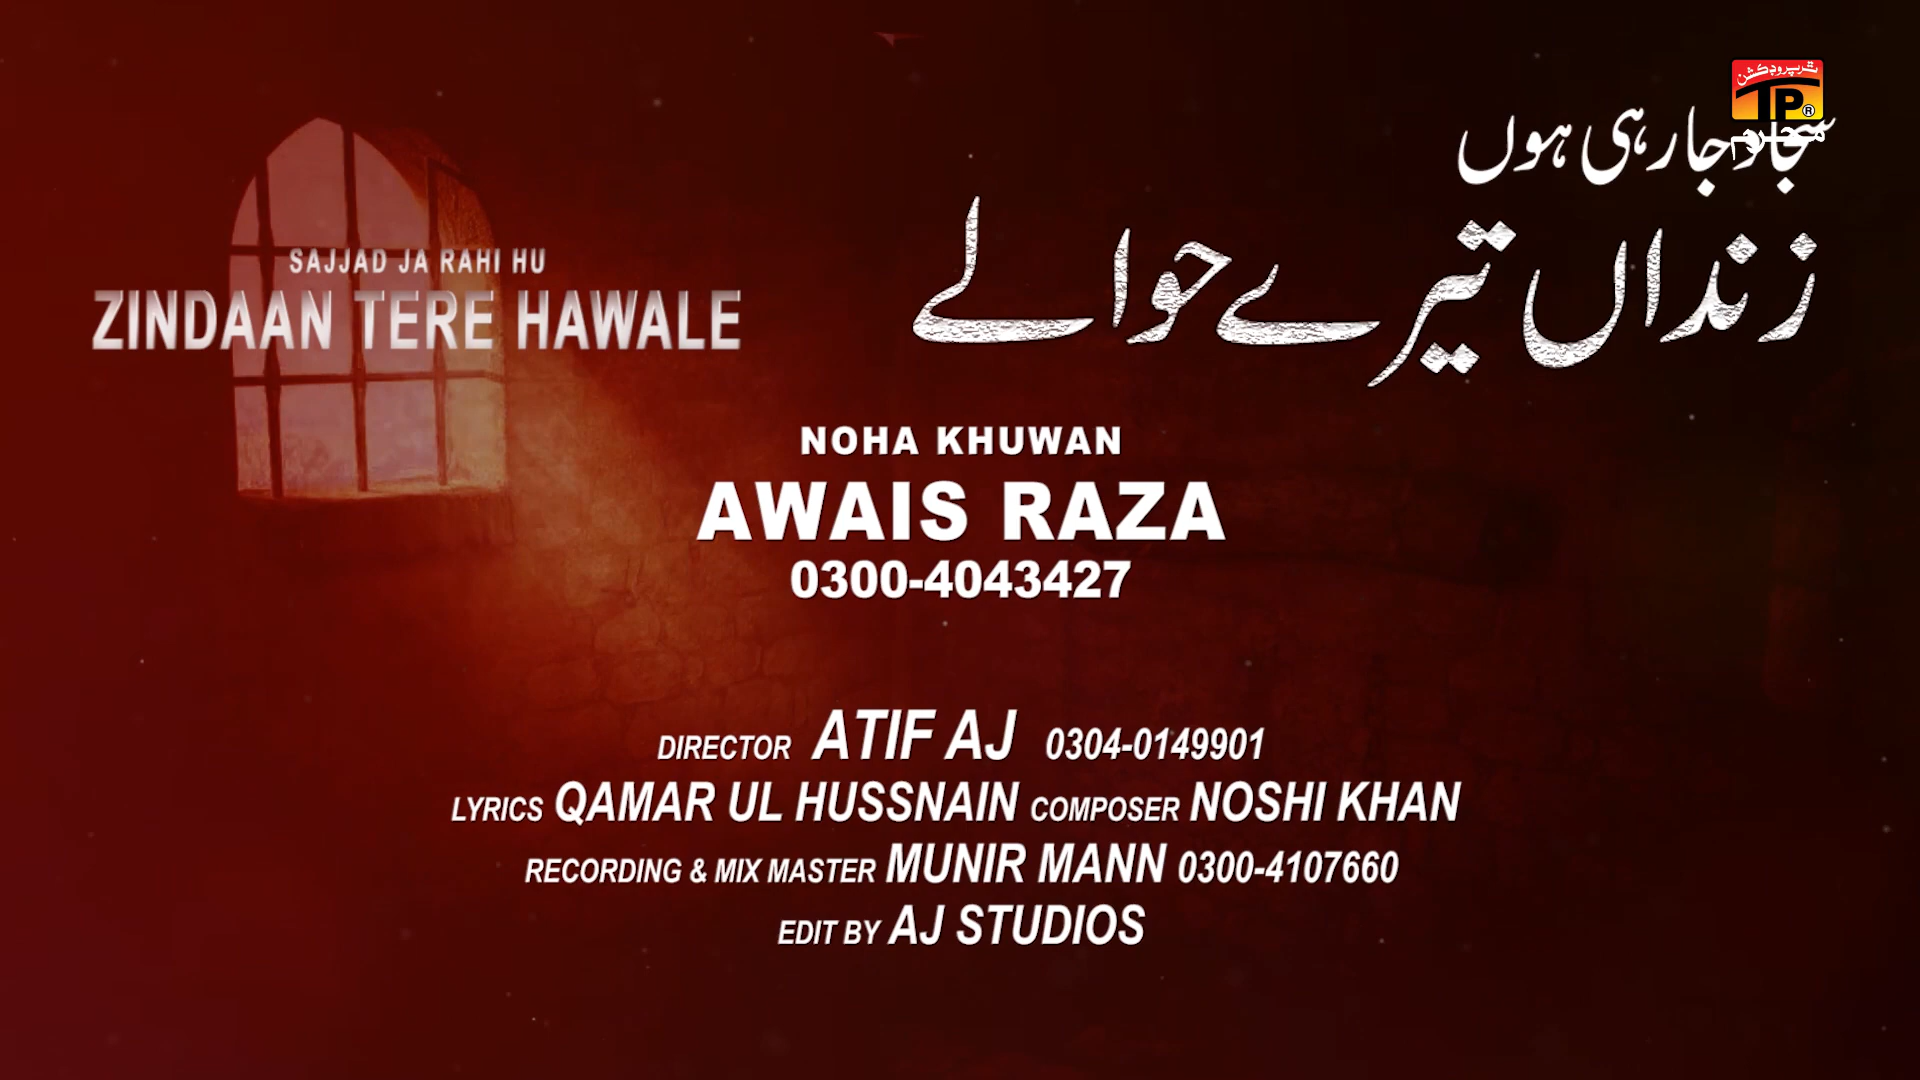 تھرپروڈکشن
TP®
محرم
سجاد جا رہی ہوں
زنداں تیرے حوالے
SAJJAD JA RAHI HU
ZINDAAN TERE HAWALE
NOHA KHUWAN
AWAIS RAZA
0300-4043427
DIRECTOR ATIF AJ 0304-0149901
LYRICS QAMAR UL HUSSNAIN COMPOSER NOSHI KHAN
RECORDING & MIX MASTER MUNIR MANN 0300-4107660
EDIT BY AJ STUDIOS